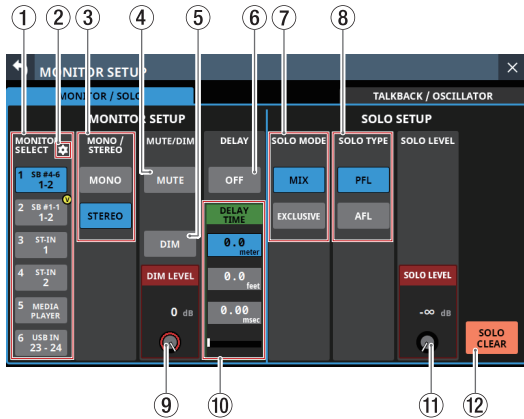 ① ② ③ ④ ⑤ ⑥ ⑦ ⑧
MONITOR SETUP
MONITOR / SOLO
TALKBACK / OSCILLATOR
MONITOR SETUP
SOLO SETUP
MONITOR SELECT
MONO / STEREO
MUTE/DIM
DELAY
SOLO MODE
SOLO TYPE
SOLO LEVEL
1 SB #4-6
1-2
MONO
MUTE
OFF
MIX
PFL
2 SB #1-1
1-2
V
STEREO
DELAY
TIME
EXCLUSIVE
AFL
3 ST-IN
1
DIM
0.0
meter
4 ST-IN
2
DIM LEVEL
0.0
feet
SOLO LEVEL
5 MEDIA
PLAYER
0 dB
0.00
msec
-∞ dB
6 USB IN
23 - 24
SOLO
CLEAR
⑨ ⑩ ⑪ ⑫